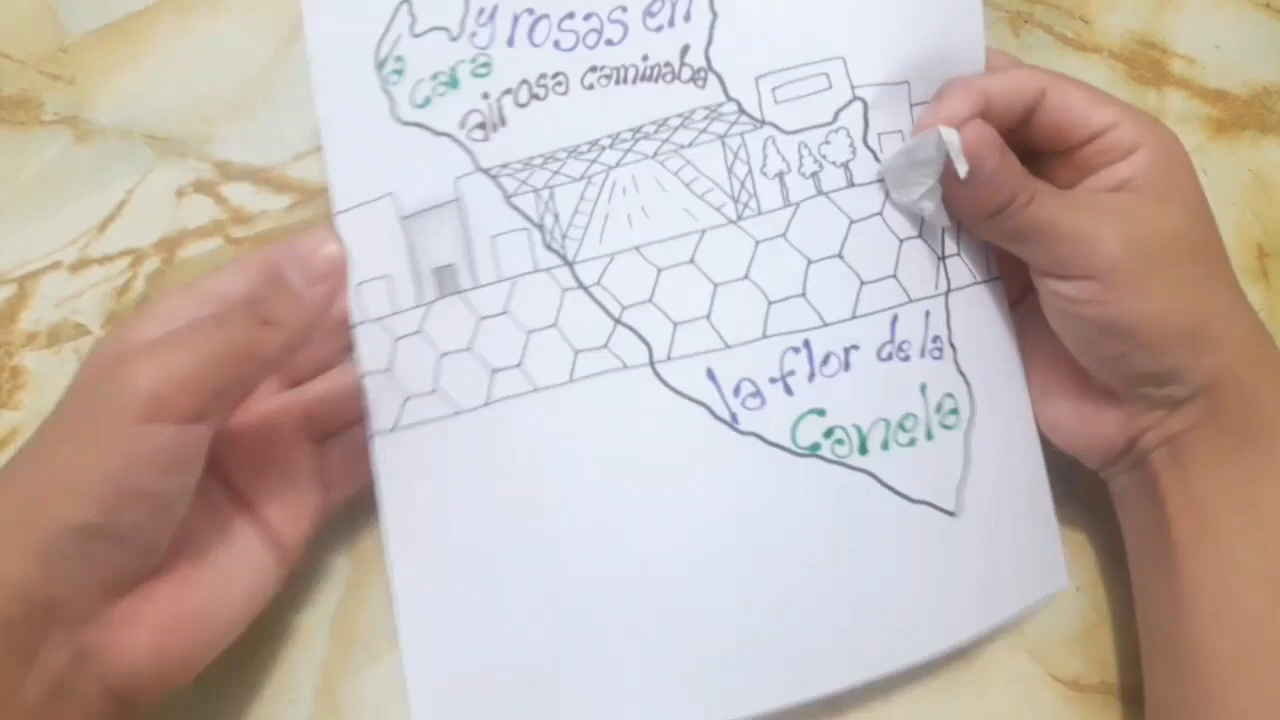 y rosas en
la cara
airosa caminaba
la flor de la
Canela